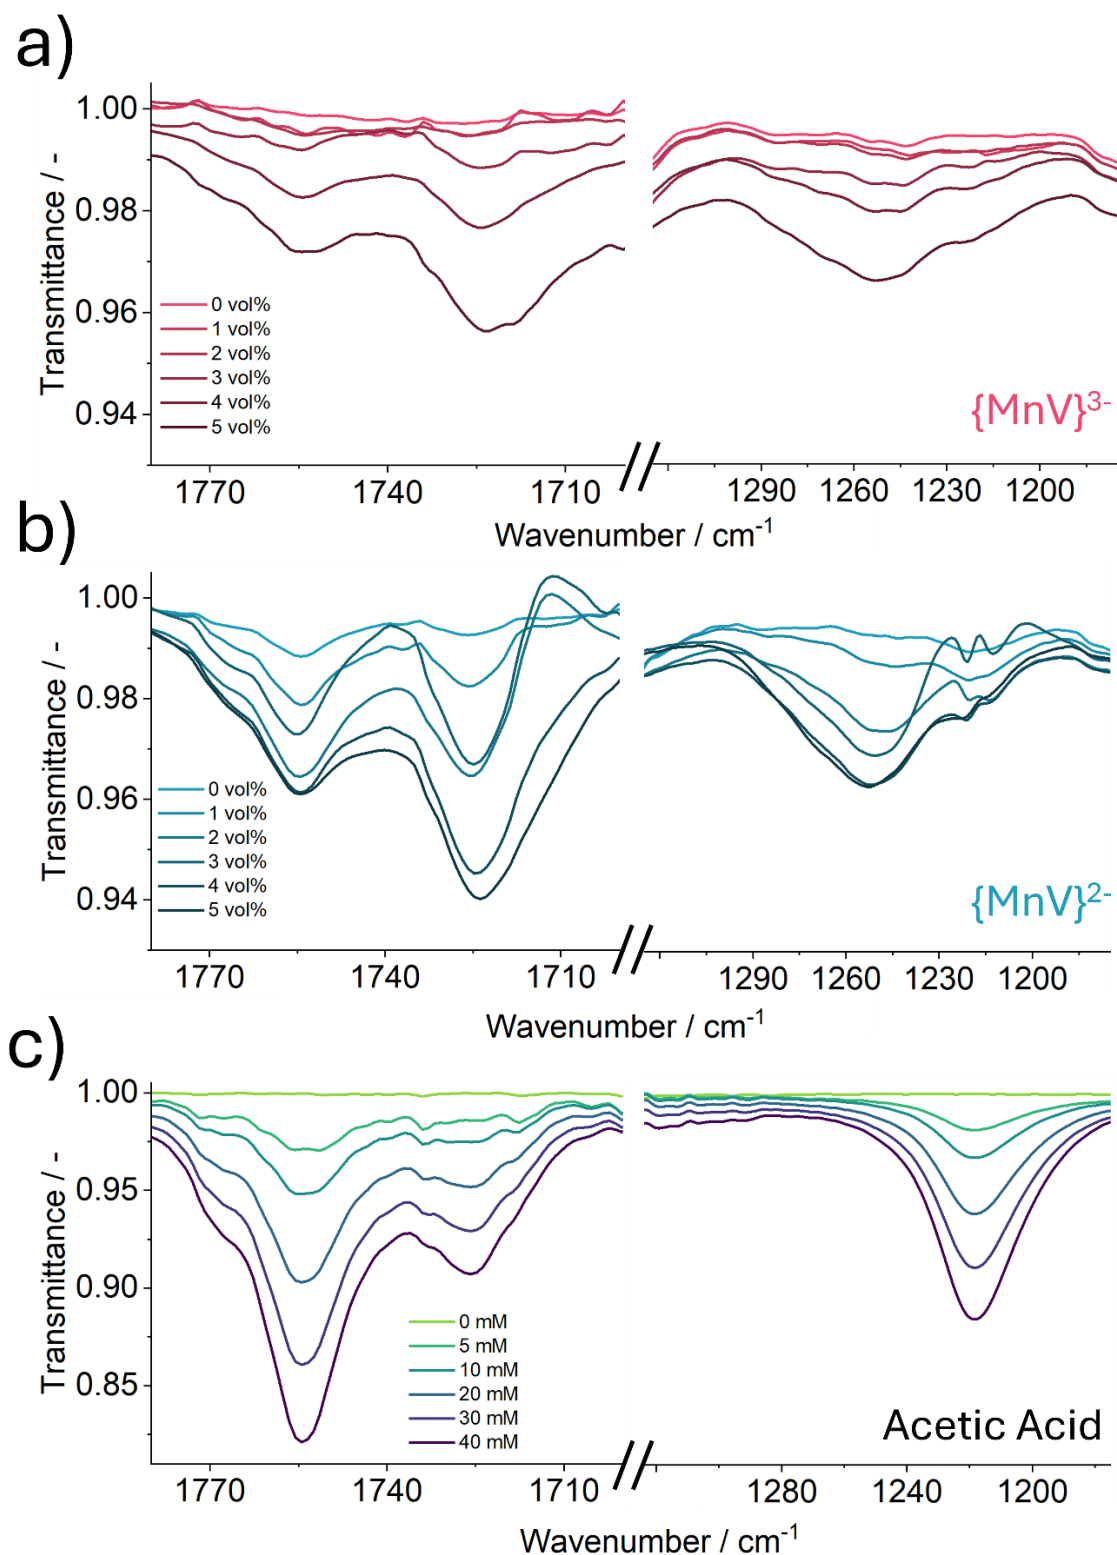 a)
Transmittance / -
1.00
0.98
0.96
0.94
0 vol%
1 vol%
2 vol%
3 vol%
4 vol%
5 vol%
{MnV}3-
1770 1740 1710 1290 1260 1230 1200
Wavenumber / cm-1
b)
Transmittance / -
1.00
0.98
0.96
0.94
0 vol%
1 vol%
2 vol%
3 vol%
4 vol%
5 vol%
{MnV}2-
1770 1740 1710 1290 1260 1230 1200
Wavenumber / cm-1
c)
Transmittance / -
1.00
0.95
0.90
0.85
0 mM
5 mM
10 mM
20 mM
30 mM
40 mM
Acetic Acid
1770 1740 1710 1280 1240 1200
Wavenumber / cm-1